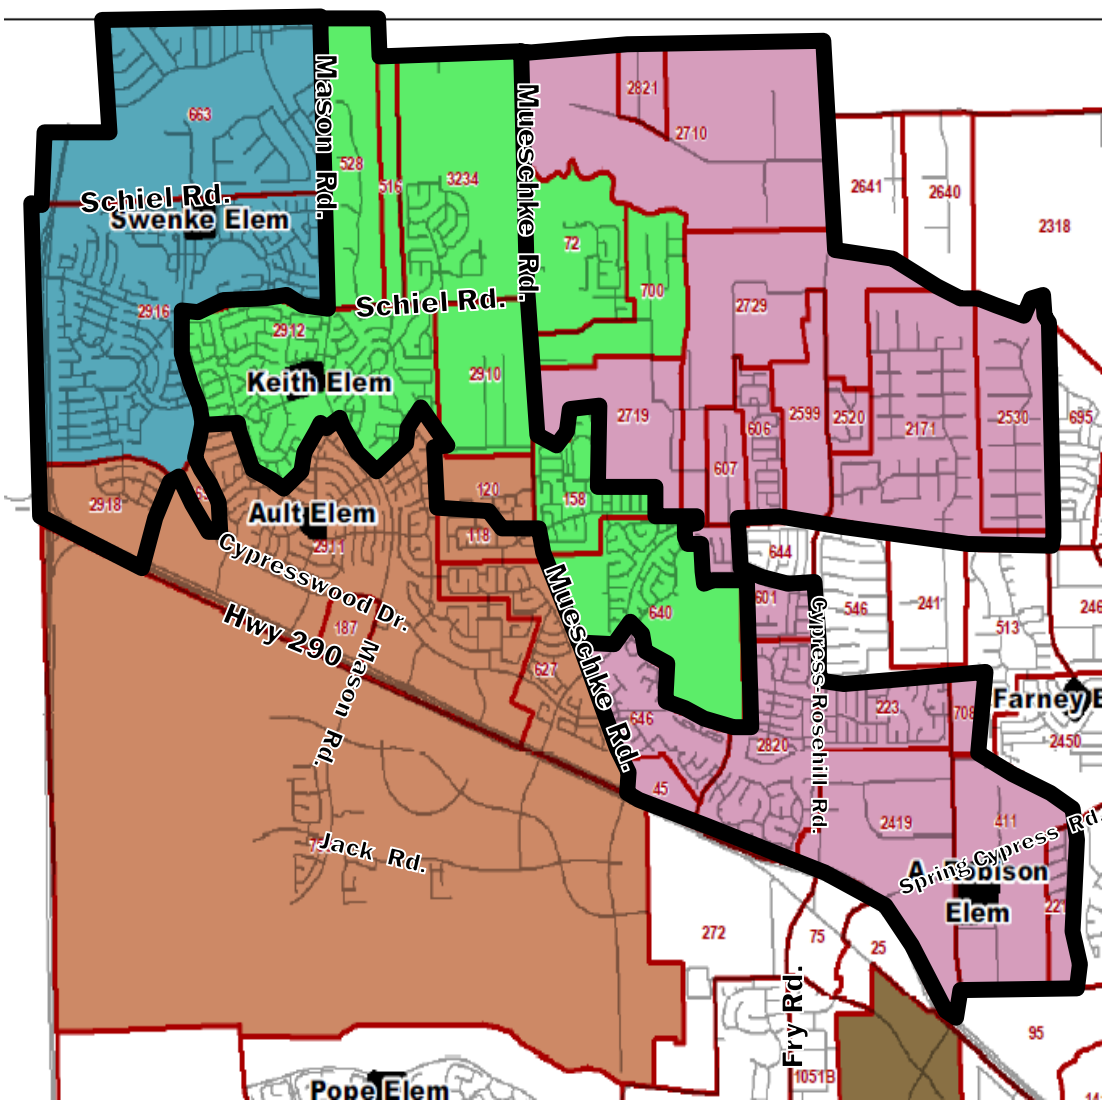 2821
663
Mason Rd.
Mueschke Rd.
2710
528
516
3234
2641
2640
Schiel Rd.
Swenke Elem
2318
72
700
2916
Schiel Rd.
2729
2912
Keith Elem
2910
2719
606
2599
2520
2171
2530
695
607
2918
120
158
Ault Elem
2911
118
Cypresswood Dr.
644
Mueschke Rd.
601
Cypress-Rosehill Rd.
546
241
246
640
513
187
Hwy 290
Mason Rd.
627
646
223
708
Farney E
2450
2820
45
2419
411
Spring Cypress Rd.
Jack Rd.
A. Robison
Elem
221
272
75
25
Fry Rd.
95
1051B
Pope Elem